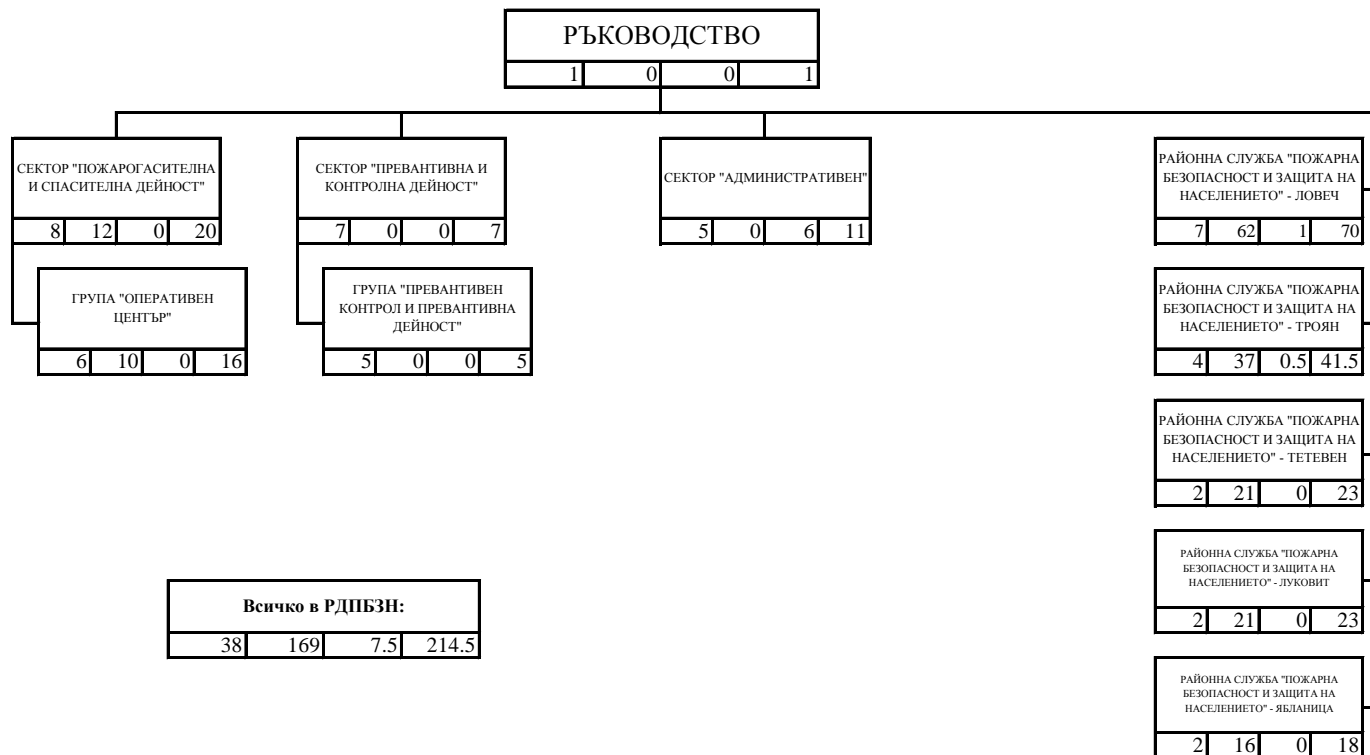 РЪКОВОДСТВО
1 0 0 1
СЕКТОР "ПОЖАРОГАСИТЕЛНА
И СПАСИТЕЛНА ДЕЙНОСТ"
8 12 0 20
ГРУПА "ОПЕРАТИВЕН
ЦЕНТЪР"
6 10 0 16
СЕКТОР "ПРЕВАНТИВНА И
КОНТРОЛНА ДЕЙНОСТ"
7 0 0 7
ГРУПА "ПРЕВАНТИВЕН
КОНТРОЛ И ПРЕВАНТИВНА
ДЕЙНОСТ"
5 0 0 5
СЕКТОР "АДМИНИСТРАТИВЕН"
5 0 6 11
РАЙОННА СЛУЖБА "ПОЖАРНА
БЕЗОПАСНОСТ И ЗАЩИТА НА
НАСЕЛЕНИЕТО" - ЛОВЕЧ
7 62 1 70
РАЙОННА СЛУЖБА "ПОЖАРНА
БЕЗОПАСНОСТ И ЗАЩИТА НА
НАСЕЛЕНИЕТО" - ТРОЯН
4 37 0.5 41.5
РАЙОННА СЛУЖБА "ПОЖАРНА
БЕЗОПАСНОСТ И ЗАЩИТА НА
НАСЕЛЕНИЕТО" - ТЕТЕВЕН
2 21 0 23
РАЙОННА СЛУЖБА "ПОЖАРНА
БЕЗОПАСНОСТ И ЗАЩИТА НА
НАСЕЛЕНИЕТО" - ЛУКОВИТ
2 21 0 23
РАЙОННА СЛУЖБА "ПОЖАРНА
БЕЗОПАСНОСТ И ЗАЩИТА НА
НАСЕЛЕНИЕТО" - ЯБЛАНИЦА
2 16 0 18
Всичко в РДПБЗН:
38 169 7.5 214.5